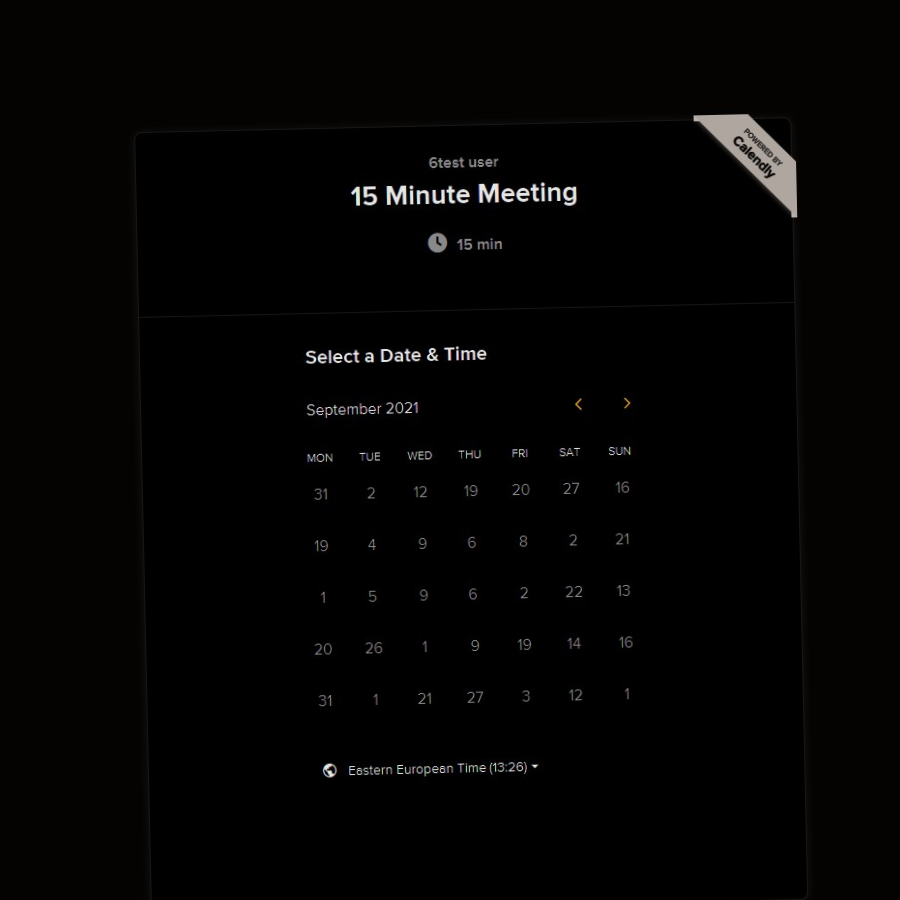 POWERED BY
Calendly
6test user
15 Minute Meeting
15 min
Select a Date & Time
September 2021
MON TUE WED THU FRI SAT SUN
31 2 12 19 20 27 16
19 4 9 6 8 2 21
1 5 9 6 2 22 13
20 26 1 9 19 14 16
31 1 21 27 3 12 1
Eastern European Time (13:26)